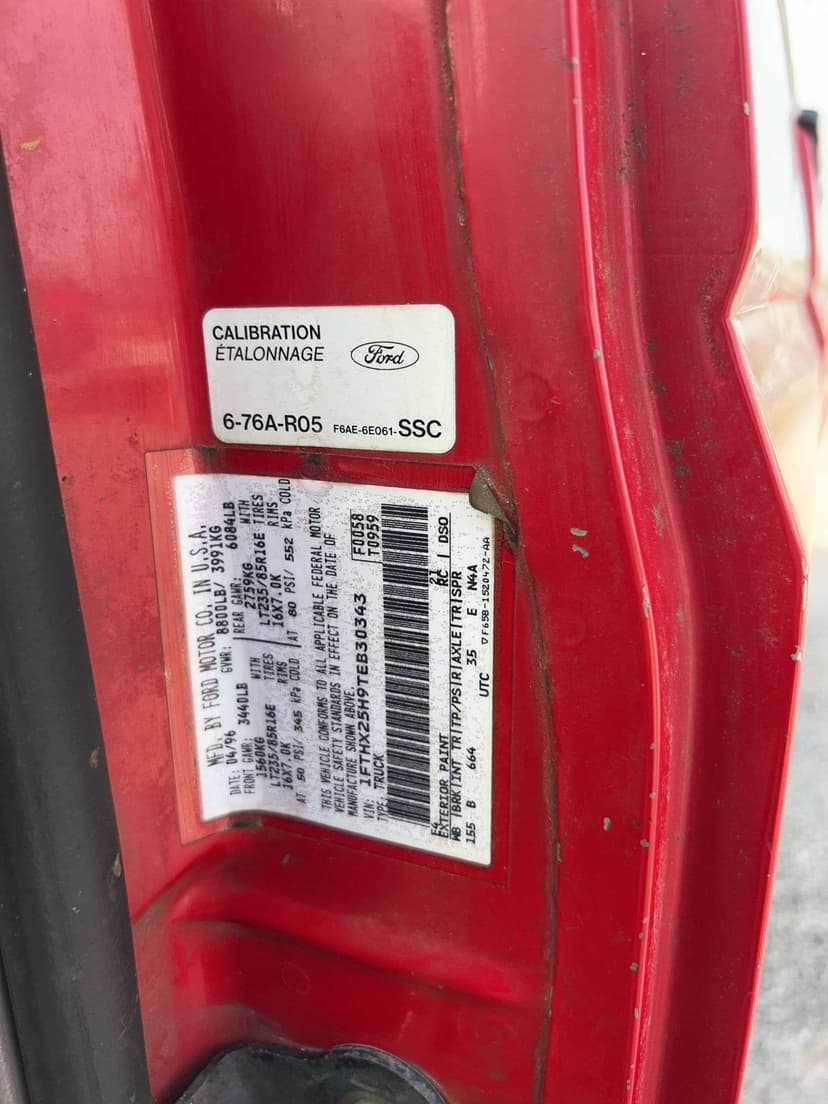 CALIBRATION
ÉTALONNAGE
Ford
6-76A-R05 F6AE-6E061-SSC
MFD. BY FORD MOTOR CO. IN U.S.A.
DATE: 04/96 GVWR: 8800LB/ 3991KG
FRONT GAWR: 3440LB REAR GAWR: 6084LB
1560KG WITH 2759KG WITH
LT235/85R16E TIRES LT235/85R16E TIRES
16X7.0K RIMS 16X7.0K RIMS
AT 50 PSI/ 345 kPa COLD AT 80 PSI/ 552 kPa COLD
THIS VEHICLE CONFORMS TO ALL APPLICABLE FEDERAL MOTOR
VEHICLE SAFETY STANDARDS IN EFFECT ON THE DATE OF
MANUFACTURE SHOWN ABOVE.
VIN: 1FTHX25H9TEB30343 F0058
TYPE: TRUCK T0959
E4 21
EXTERIOR PAINT RC DSO
WB |BRK|INT TR|TP/PS|R|AXLE|TR|SPR
155 B 664 35 E N4A
UTC ▽F65B-1520472-AA